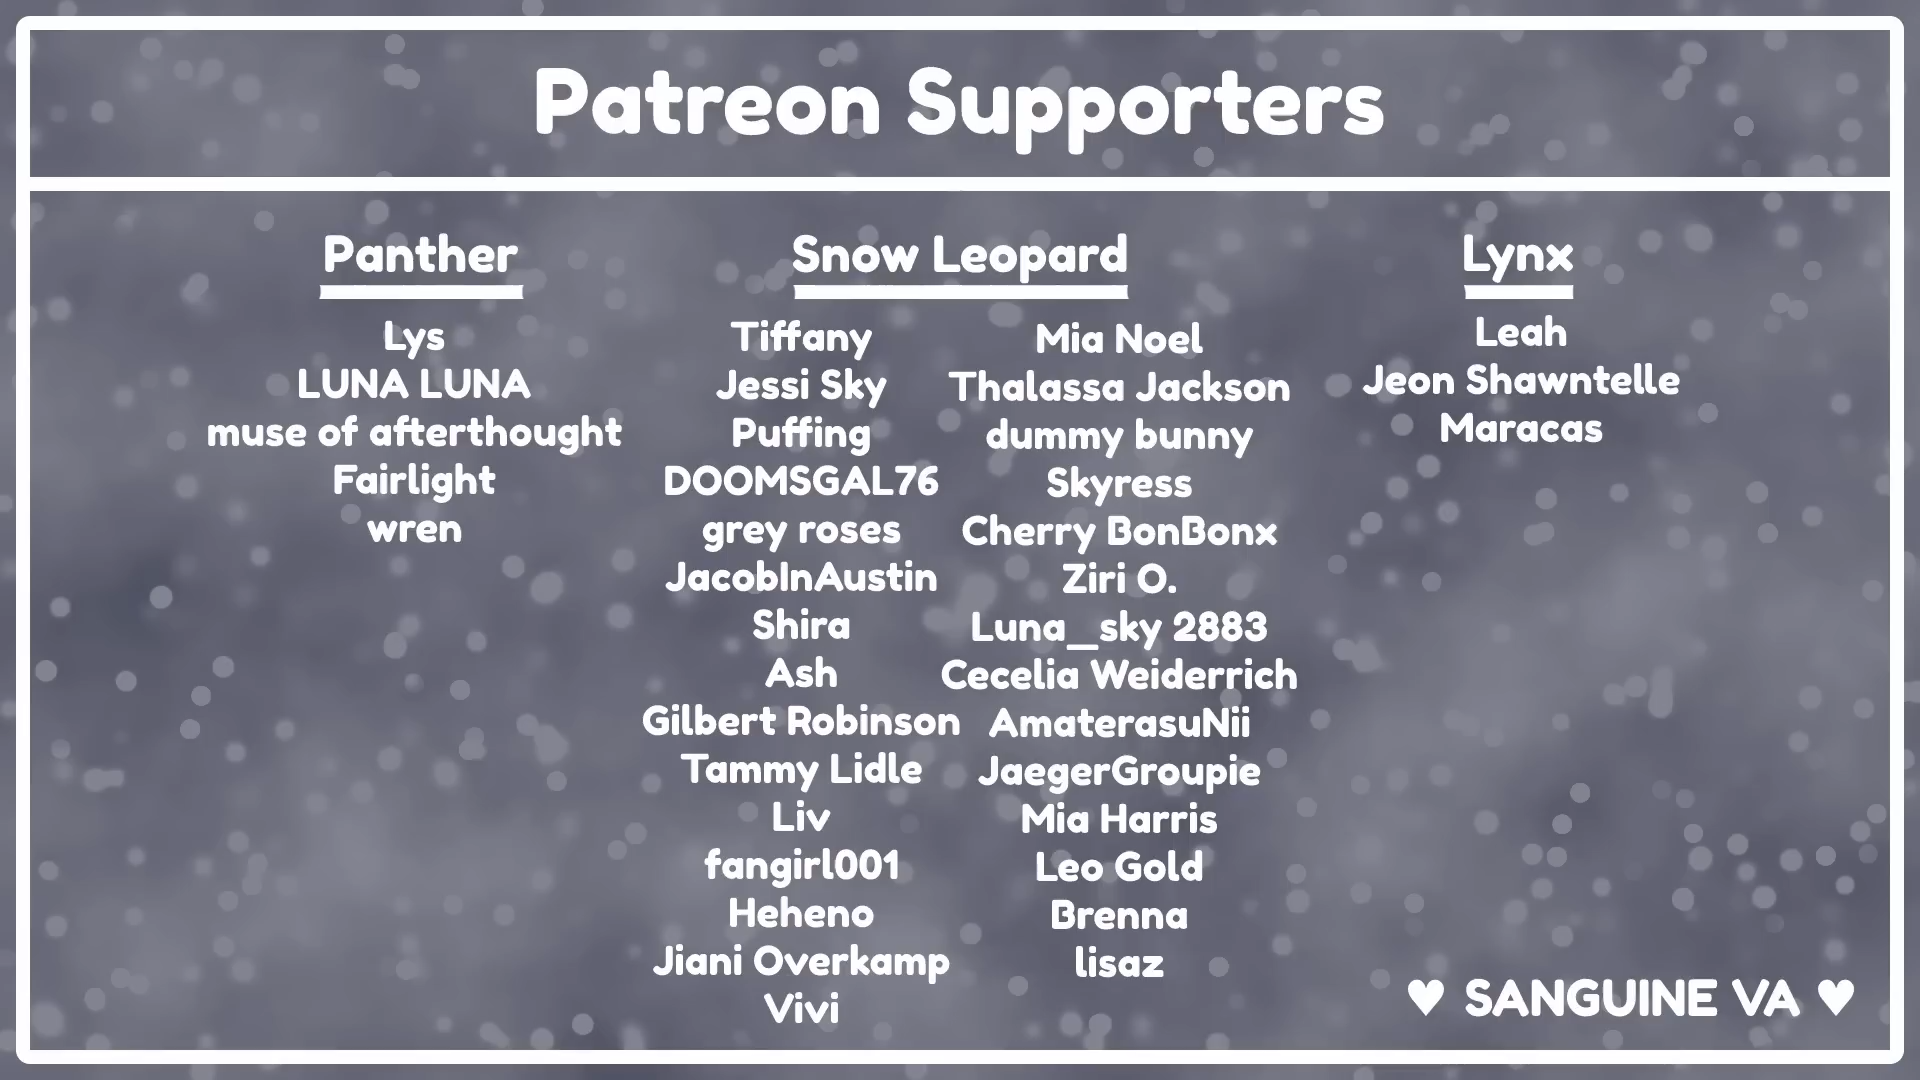 Patreon Supporters
Panther
Lys
LUNA LUNA
muse of afterthought
Fairlight
wren
Snow Leopard
Tiffany
Jessi Sky
Puffing
DOOMSGAL76
grey roses
JacobInAustin
Shira
Ash
Gilbert Robinson
Tammy Lidle
Liv
fangirl001
Heheno
Jiani Overkamp
Vivi
Mia Noel
Thalassa Jackson
dummy bunny
Skyress
Cherry BonBonx
Ziri O.
Luna_sky 2883
Cecelia Weiderrich
AmaterasuNii
JaegerGroupie
Mia Harris
Leo Gold
Brenna
lisaz
Lynx
Leah
Jeon Shawntelle
Maracas
♥ SANGUINE VA ♥